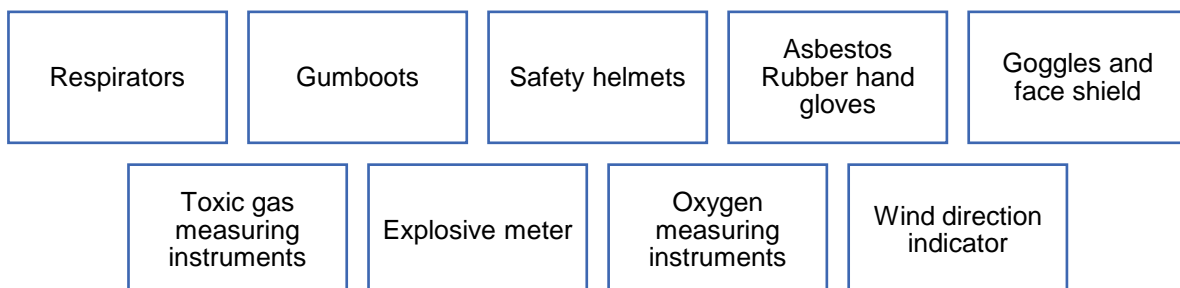 Respirators
Gumboots
Safety helmets
Asbestos
Rubber hand
gloves
Goggles and
face shield
Toxic gas
measuring
instruments
Explosive meter
Oxygen
measuring
instruments
Wind direction
indicator